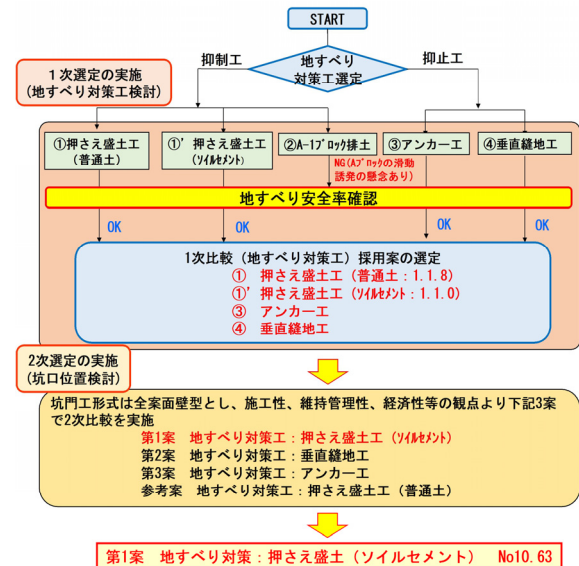 START
地すべり
対策工選定
抑制工
抑止工
1次選定の実施
(地すべり対策工検討)
①押さえ盛土工
(普通土)
①’押さえ盛土工
(ソイルセメント)
②A-1ブロック排土
③アンカー工
④垂直縫地工
NG(Aブロックの滑動
誘発の懸念あり)
地すべり安全率確認
OK
OK
OK
OK
1次比較(地すべり対策工)採用案の選定
① 押さえ盛土工(普通土:1.1.8)
①’押さえ盛土工(ソイルセメント:1.1.0)
③ アンカー工
④ 垂直縫地工
2次選定の実施
(坑口位置検討)
坑門工形式は全案面壁型とし、施工性、維持管理性、経済性等の観点より下記3案
で2次比較を実施
第1案 地すべり対策工:押さえ盛土工(ソイルセメント)
第2案 地すべり対策工:垂直縫地工
第3案 地すべり対策工:アンカー工
参考案 地すべり対策工:押さえ盛土工(普通土)
第1案 地すべり対策:押さえ盛土(ソイルセメント) No10.63